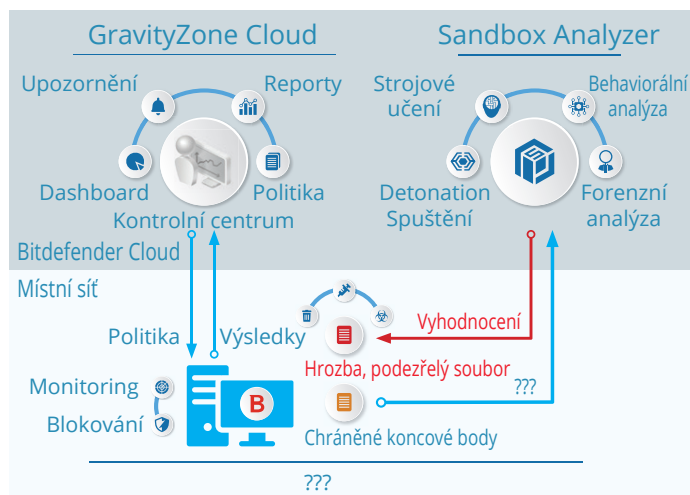 GravityZone Cloud
Sandbox Analyzer
Upozornění
Reporty
Strojové
učení
Behaviorální
analýza
Dashboard
Politika
Kontrolní centrum
Detonation
Spuštění
Forenzní
analýza
Bitdefender Cloud
Místní síť
Politika
Výsledky
Vyhodnocení
Hrozba, podezřelý soubor
???
Monitoring
Blokování
B
Chráněné koncové body
???